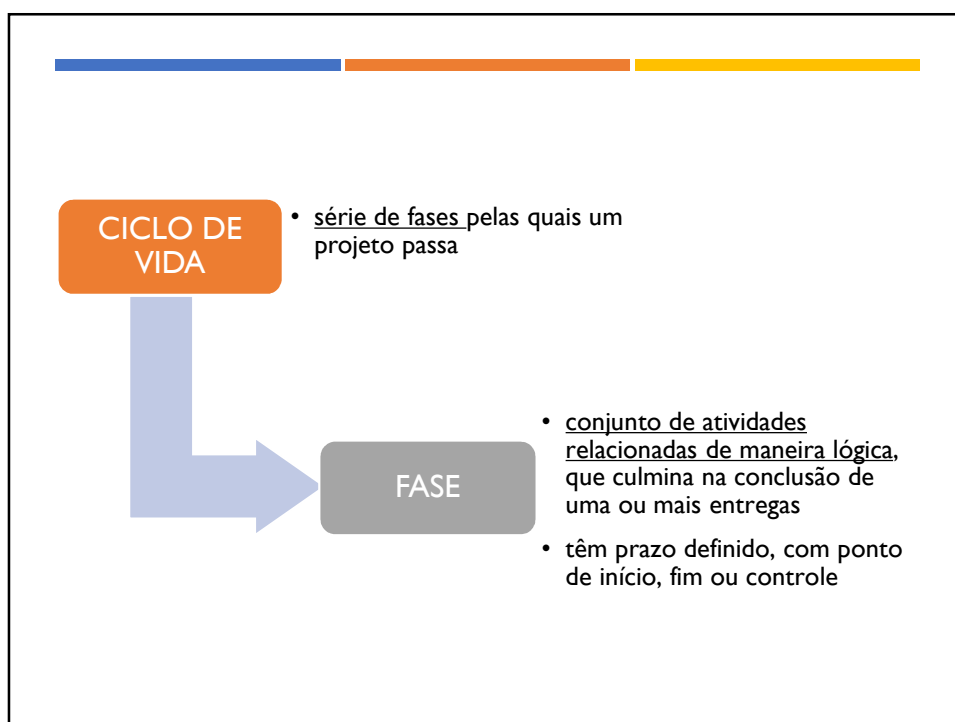 CICLO DE
VIDA
• série de fases pelas quais um
projeto passa
FASE
• conjunto de atividades
relacionadas de maneira lógica,
que culmina na conclusão de
uma ou mais entregas
• têm prazo definido, com ponto
de início, fim ou controle